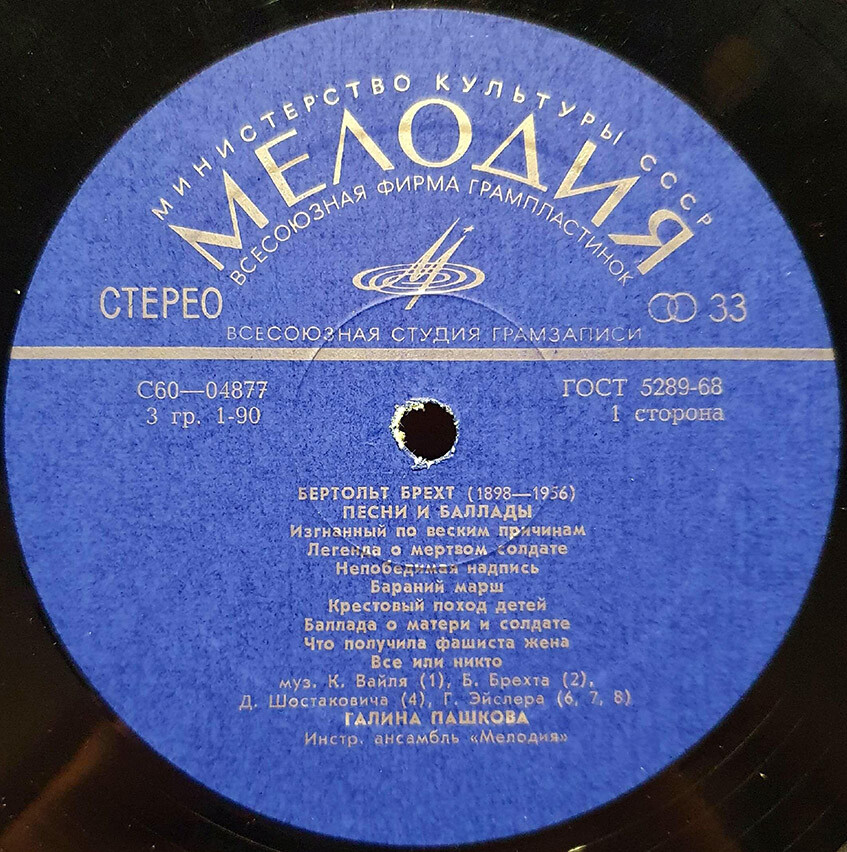 МИНИСТЕРСТВО КУЛЬТУРЫ СССР
МЕЛОДИЯ
ВСЕСОЮЗНАЯ ФИРМА ГРАМПЛАСТИНОК
СТЕРЕО
33
ВСЕСОЮЗНАЯ СТУДИЯ ГРАМЗАПИСИ
С60—04877
3 гр. 1-90
ГОСТ 5289-68
1 сторона
БЕРТОЛЬТ БРЕХТ (1898—1956)
ПЕСНИ И БАЛЛАДЫ
Изгнанный по веским причинам
Легенда о мертвом солдате
Непобедимая надпись
Бараний марш
Крестовый поход детей
Баллада о матери и солдате
Что получила фашиста жена
Все или никто
муз. К. Вайля (1), Б. Брехта (2),
Д. Шостаковича (4), Г. Эйслера (6, 7, 8)
ГАЛИНА ПАШКОВА
Инстр. ансамбль «Мелодия»